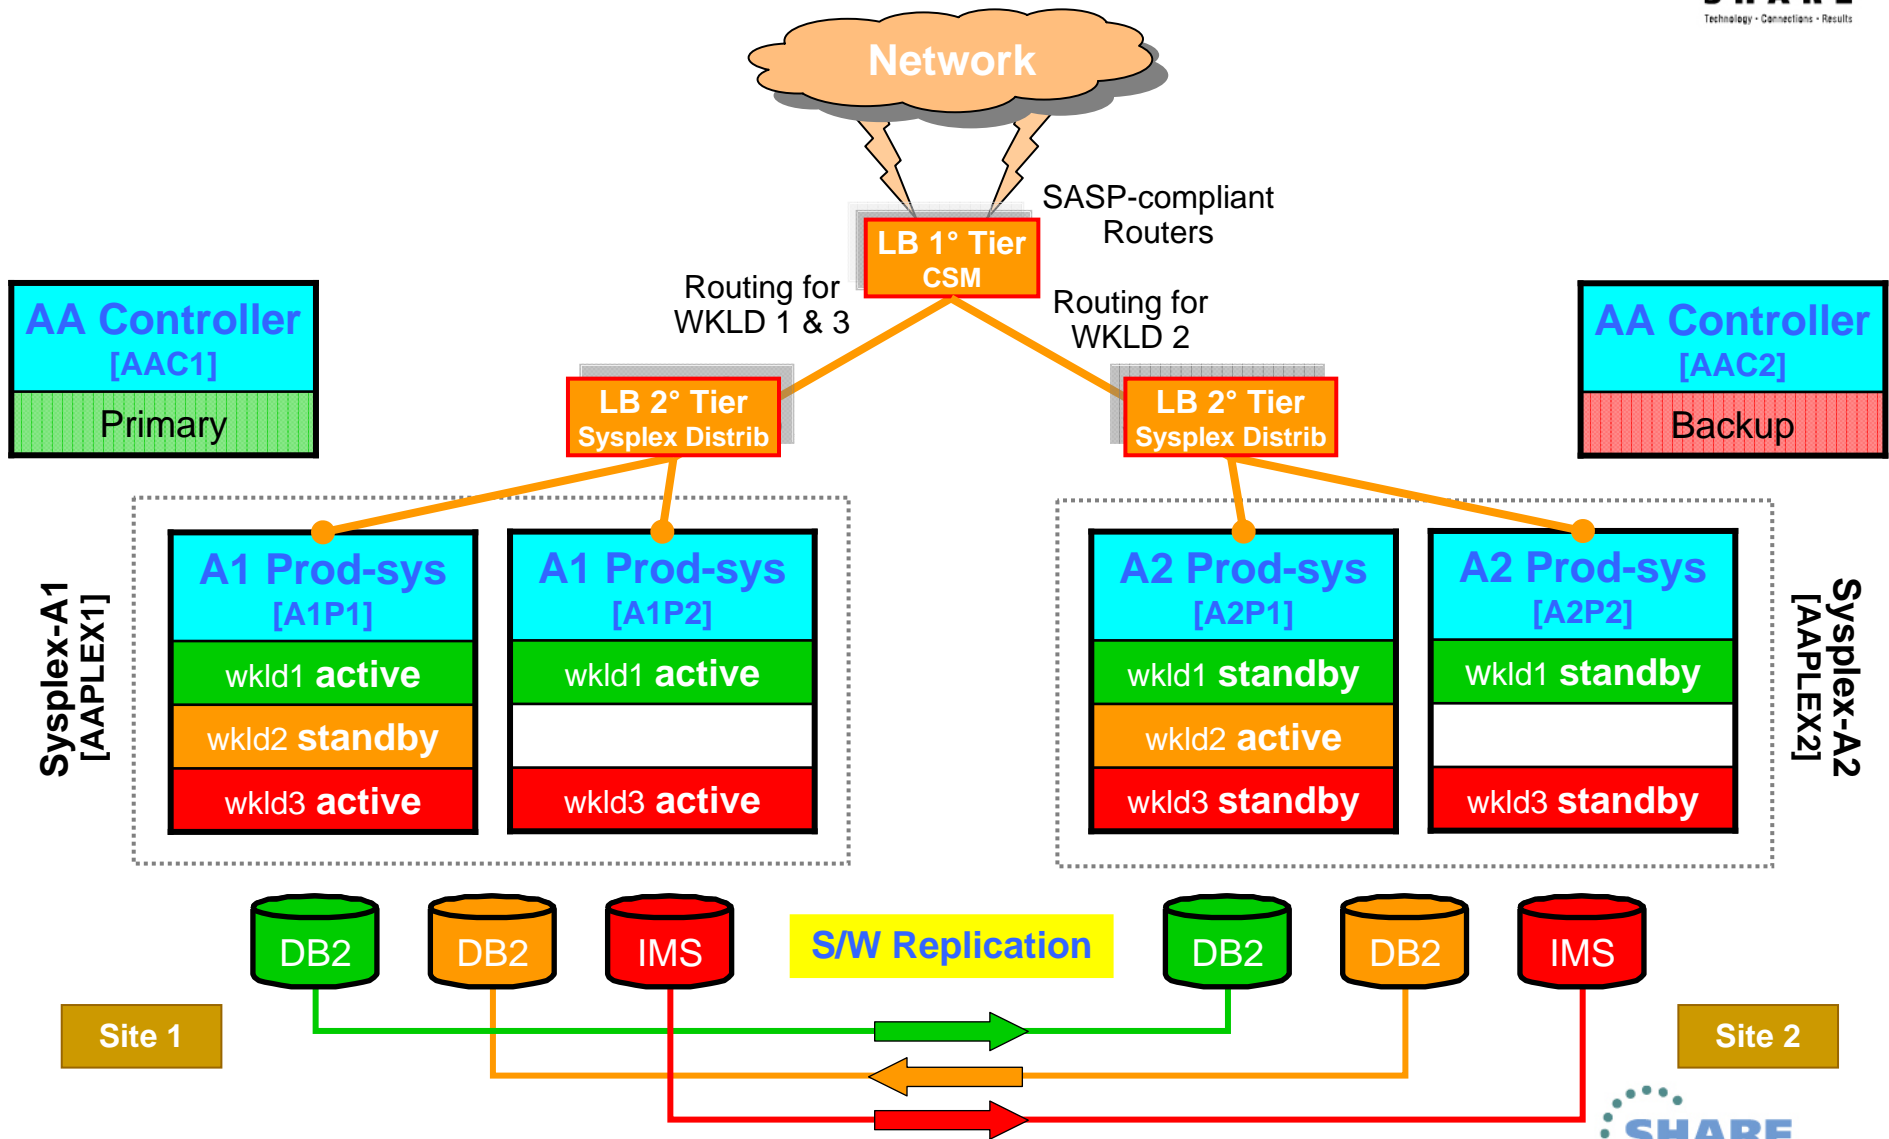 SHARE
Technology · Connections · Results
Network
SASP-compliant
Routers
LB 1° Tier
CSM
Routing for
WKLD 1 & 3
Routing for
WKLD 2
AA Controller
[AAC1]
Primary
AA Controller
[AAC2]
Backup
LB 2° Tier
Sysplex Distrib
LB 2° Tier
Sysplex Distrib
Sysplex-A1
[AAPLEX1]
A1 Prod-sys
[A1P1]
wkld1 active
wkld2 standby
wkld3 active
A1 Prod-sys
[A1P2]
wkld1 active
wkld3 active
A2 Prod-sys
[A2P1]
wkld1 standby
wkld2 active
wkld3 standby
A2 Prod-sys
[A2P2]
wkld1 standby
wkld3 standby
Sysplex-A2
[AAPLEX2]
DB2
DB2
IMS
S/W Replication
DB2
DB2
IMS
Site 1
Site 2
SHARE